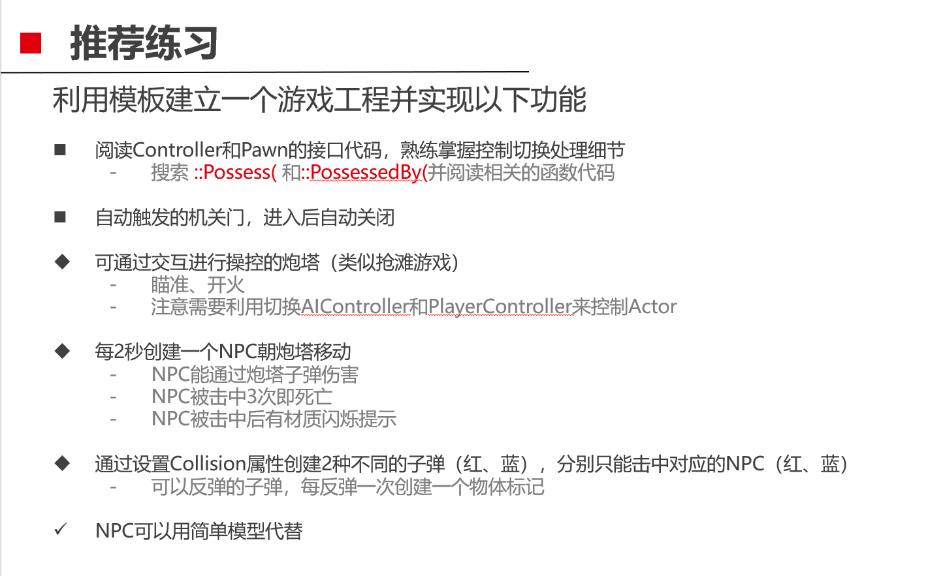 推荐练习
利用模板建立一个游戏工程并实现以下功能
■ 阅读Controller和Pawn的接口代码，熟练掌握控制切换处理细节
- 搜索 ::Possess( 和::PossessedBy(并阅读相关的函数代码
■ 自动触发的机关门，进入后自动关闭
◆ 可通过交互进行操控的炮塔（类似抢滩游戏）
- 瞄准、开火
- 注意需要利用切换AIController和PlayerController来控制Actor
◆ 每2秒创建一个NPC朝炮塔移动
- NPC能通过炮塔子弹伤害
- NPC被击中3次即死亡
- NPC被击中后有材质闪烁提示
◆ 通过设置Collision属性创建2种不同的子弹（红、蓝），分别只能击中对应的NPC（红、蓝）
- 可以反弹的子弹，每反弹一次创建一个物体标记
✓ NPC可以用简单模型代替